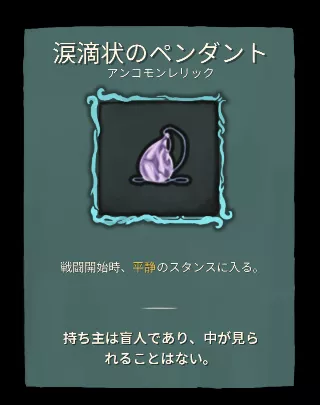 涙滴状のペンダント
アンコモンレリック
戦闘開始時、平静のスタンスに入る。
持ち主は盲人であり、中が見ら
れることはない。